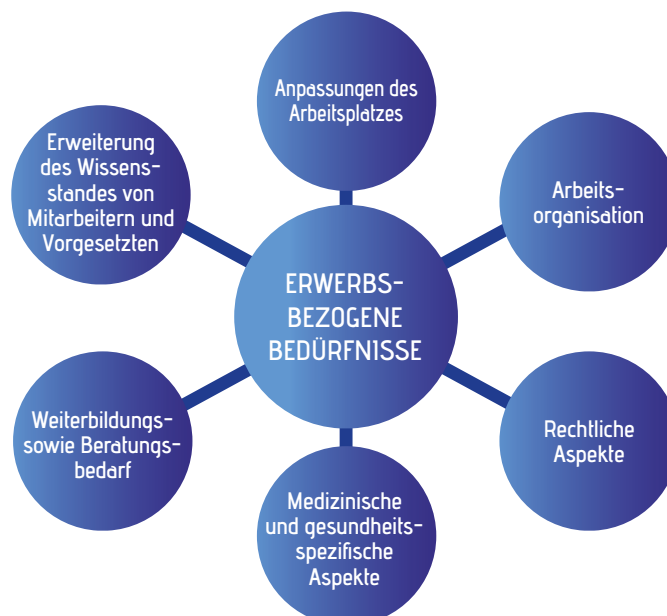 Anpassungen des
Arbeitsplatzes
Erweiterung
des Wissens-
standes von
Mitarbeitern und
Vorgesetzten
Arbeits-
organisation
ERWERBS-
BEZOGENE
BEDÜRFNISSE
Weiterbildungs-
sowie Beratungs-
bedarf
Rechtliche
Aspekte
Medizinische
und gesundheits-
spezifische
Aspekte